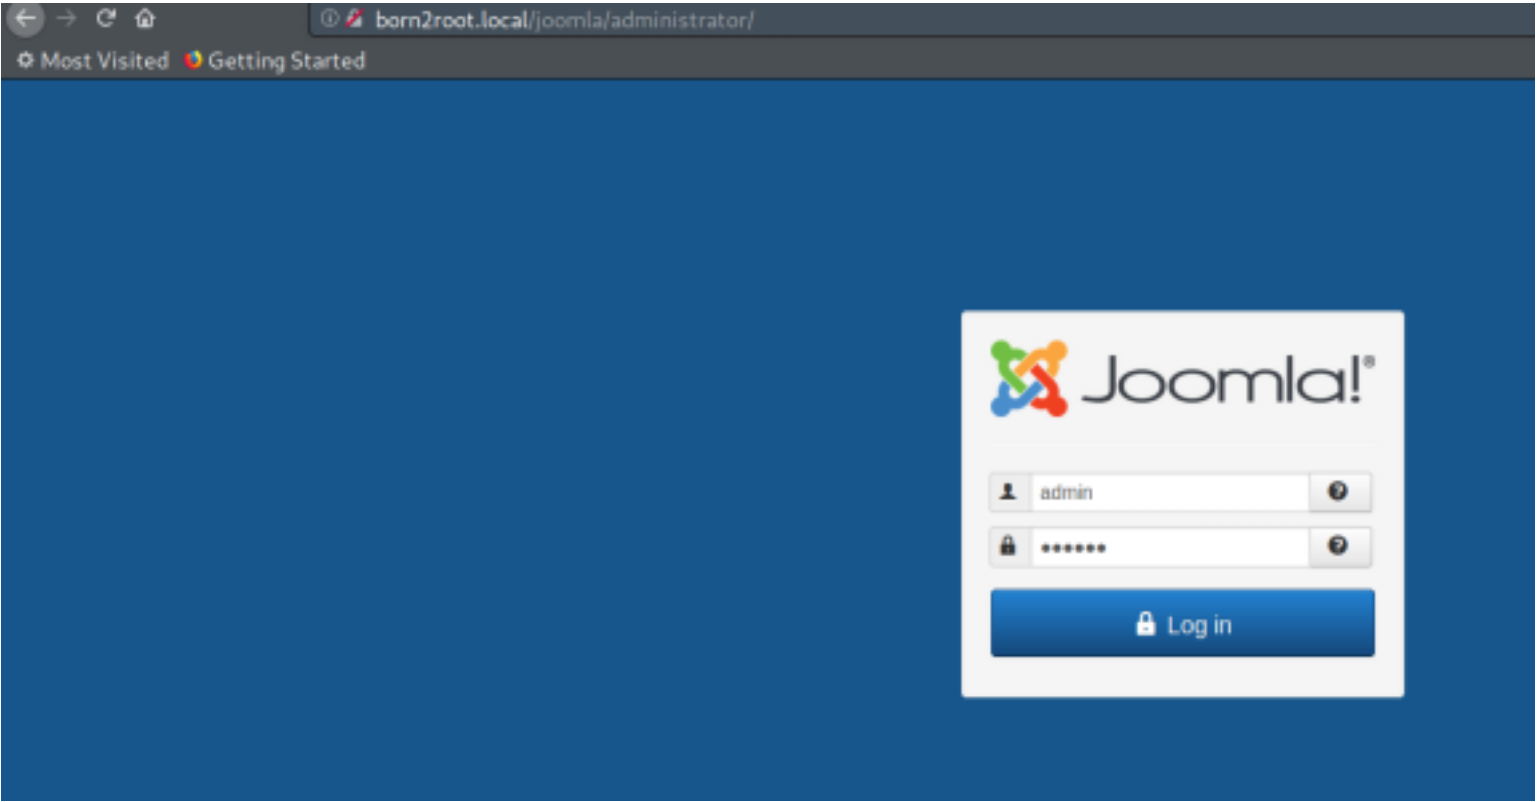 born2root.local/joomla/administrator/
Most Visited Getting Started
Joomla!®
admin
••••••
Log in